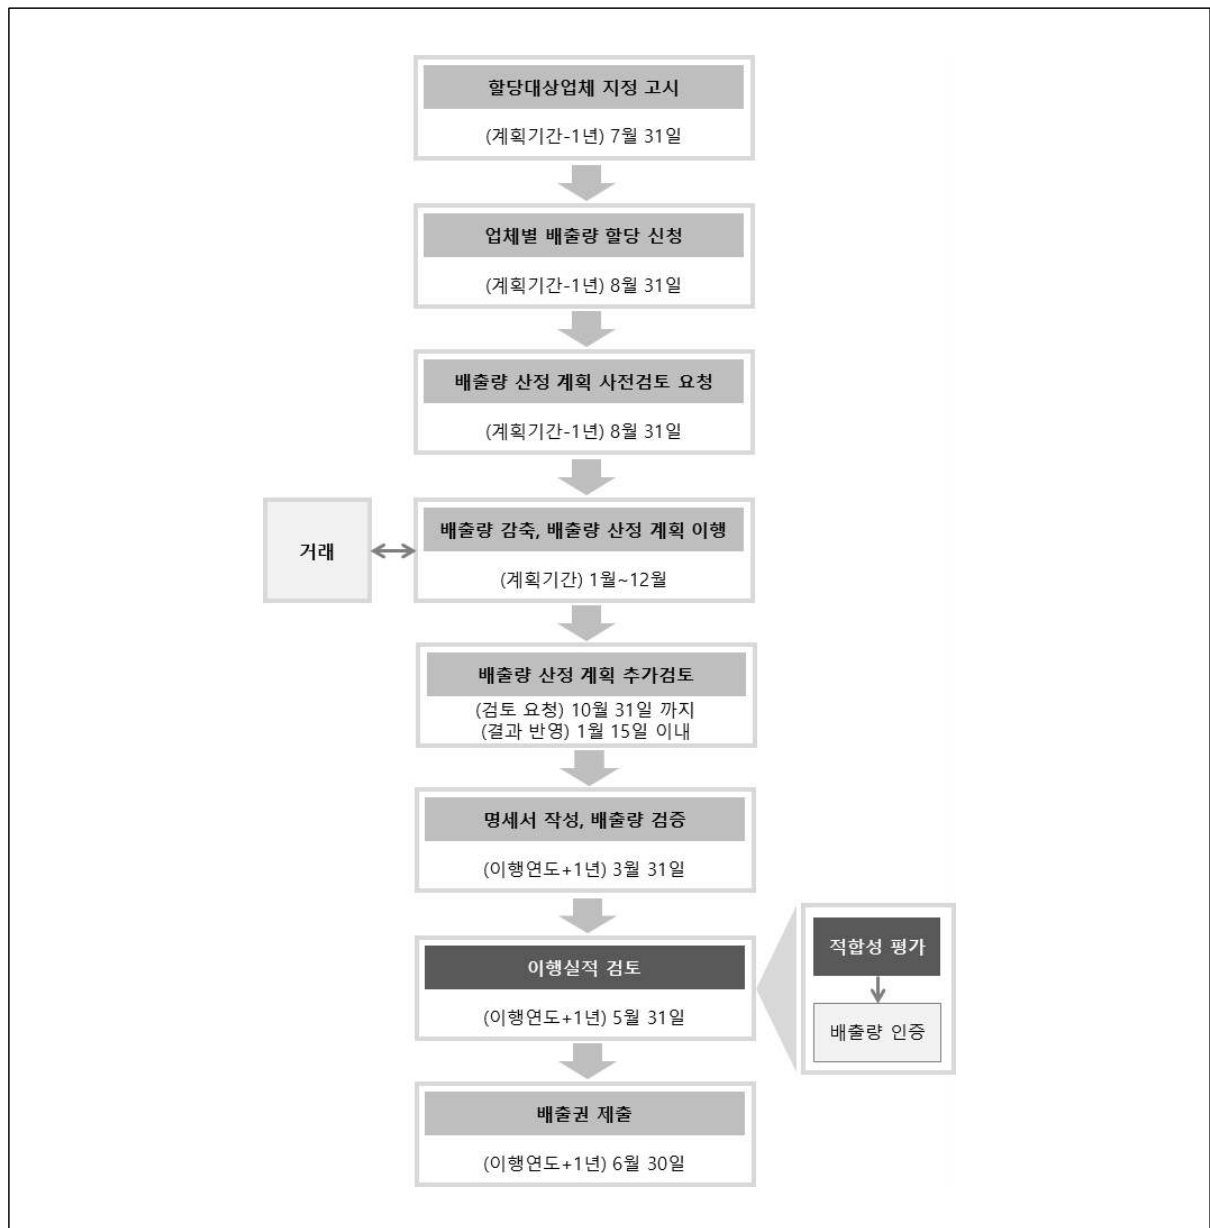 할당대상업체 지정 고시
(계획기간-1년) 7월 31일
업체별 배출량 할당 신청
(계획기간-1년) 8월 31일
배출량 산정 계획 사전검토 요청
(계획기간-1년) 8월 31일
거래
배출량 감축, 배출량 산정 계획 이행
(계획기간) 1월~12월
배출량 산정 계획 추가검토
(검토 요청) 10월 31일 까지
(결과 반영) 1월 15일 이내
명세서 작성, 배출량 검증
(이행연도+1년) 3월 31일
이행실적 검토
(이행연도+1년) 5월 31일
적합성 평가
배출량 인증
배출권 제출
(이행연도+1년) 6월 30일